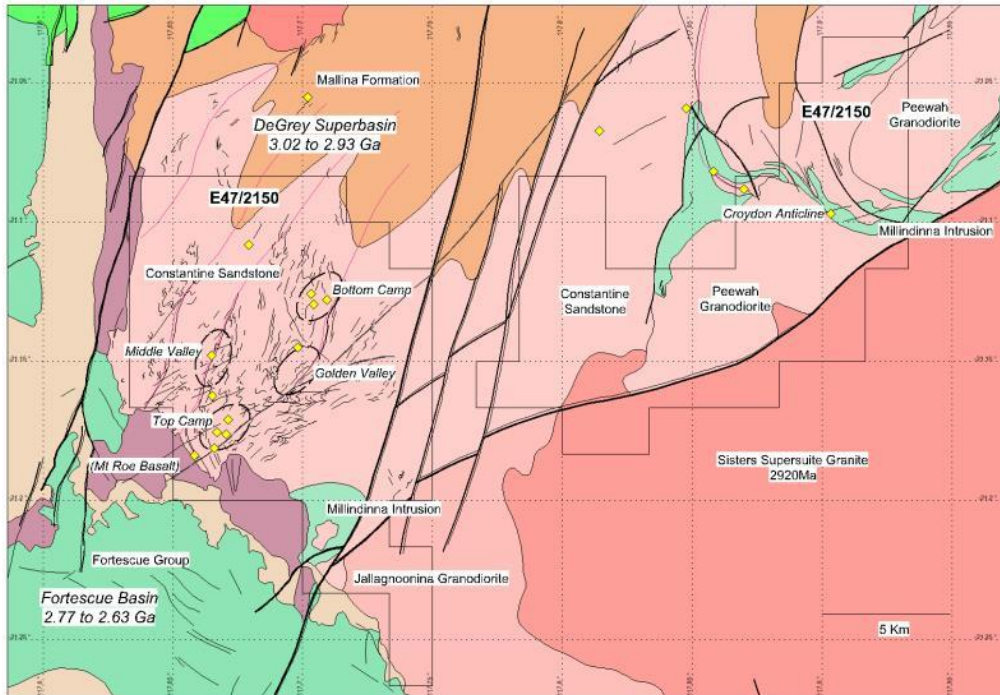 Mallina Formation
DeGrey Superbasin
3.02 to 2.93 Ga
E47/2150
Peewah
Granodiorite
E47/2150
Croydon Anticline
Millindinna Intrusion
Constantine Sandstone
Bottom Camp
Constantine
Sandstone
Peewah
Granodiorite
Middle Valley
Golden Valley
Top Camp
(Mt Roe Basalt)
Sisters Supersuite Granite
2920Ma
Millindinna Intrusion
Fortescue Group
Jallagnoonina Granodiorite
Fortescue Basin
2.77 to 2.63 Ga
5 Km